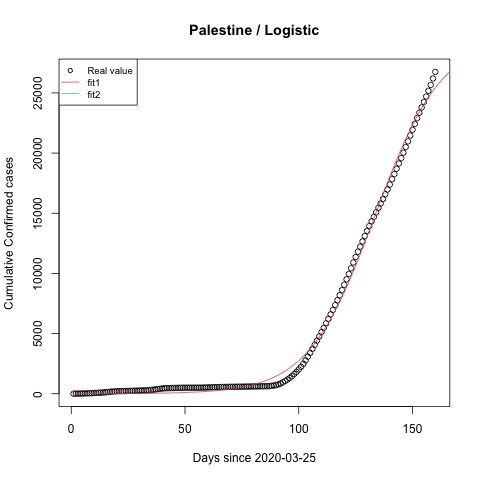 Palestine / Logistic
Real value
fit1
fit2
Cumulative Confirmed cases
25000
20000
15000
10000
5000
0
0 50 100 150
Days since 2020-03-25